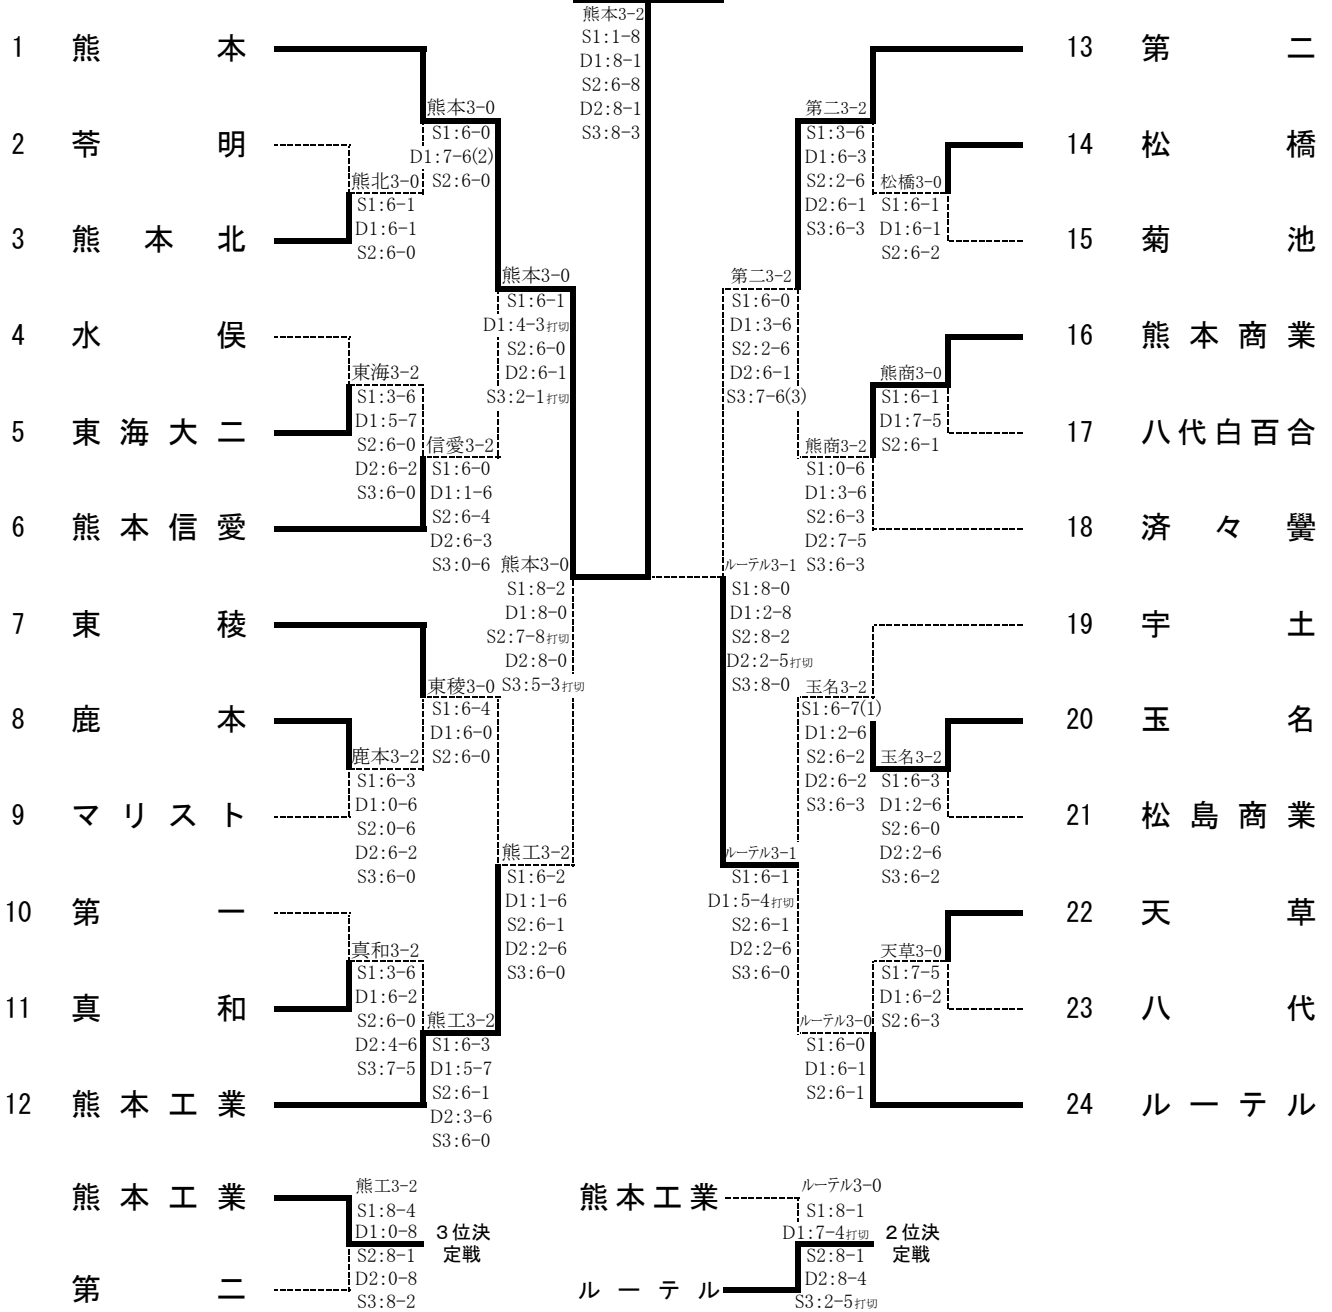 熊本3-2
S1:1-8
D1:8-1
S2:6-8
D2:8-1
S3:8-3
1 熊本
2 苓明
3 熊本北
4 水俣
5 東海大二
6 熊本信愛
7 東稜
8 鹿本
9 マリスト
10 第一
11 真和
12 熊本工業
熊本3-0
S1:6-0
D1:7-6(2)
S2:6-0
熊北3-0
S1:6-1
D1:6-1
S2:6-0
熊本3-0
S1:6-1
D1:4-3打切
S2:6-0
D2:6-1
S3:2-1打切
東海3-2
S1:3-6
D1:5-7
S2:6-0
D2:6-2
S3:6-0
信愛3-2
S1:6-0
D1:1-6
S2:6-4
D2:6-3
S3:0-6
熊本3-0
S1:8-2
D1:8-0
S2:7-8打切
D2:8-0
S3:5-3打切
東稜3-0
S1:6-4
D1:6-0
S2:6-0
鹿本3-2
S1:6-3
D1:0-6
S2:0-6
D2:6-2
S3:6-0
熊工3-2
S1:6-2
D1:1-6
S2:6-1
D2:2-6
S3:6-0
真和3-2
S1:3-6
D1:6-2
S2:6-0
D2:4-6
S3:7-5
熊工3-2
S1:6-3
D1:5-7
S2:6-1
D2:3-6
S3:6-0
13 第二
14 松橋
15 菊池
16 熊本商業
17 八代白百合
18 済々黌
19 宇土
20 玉名
21 松島商業
22 天草
23 八代
24 ルーテル
第二3-2
S1:3-6
D1:6-3
S2:2-6
D2:6-1
S3:6-3
松橋3-0
S1:6-1
D1:6-1
S2:6-2
第二3-2
S1:6-0
D1:3-6
S2:2-6
D2:6-1
S3:7-6(3)
熊商3-0
S1:6-1
D1:7-5
S2:6-1
熊商3-2
S1:0-6
D1:3-6
S2:6-3
D2:7-5
S3:6-3
ルーテル3-1
S1:8-0
D1:2-8
S2:8-2
D2:2-5打切
S3:8-0
玉名3-2
S1:6-7(1)
D1:2-6
S2:6-2
D2:6-2
S3:6-3
玉名3-2
S1:6-3
D1:2-6
S2:6-0
D2:2-6
S3:6-2
ルーテル3-1
S1:6-1
D1:5-4打切
S2:6-1
D2:2-6
S3:6-0
天草3-0
S1:7-5
D1:6-2
S2:6-3
ルーテル3-0
S1:6-0
D1:6-1
S2:6-1
熊本工業
第二
熊工3-2
S1:8-4
D1:0-8
S2:8-1
D2:0-8
S3:8-2
3位決
定戦
熊本工業
ルーテル
ルーテル3-0
S1:8-1
D1:7-4打切
S2:8-1
D2:8-4
S3:2-5打切
2位決
定戦